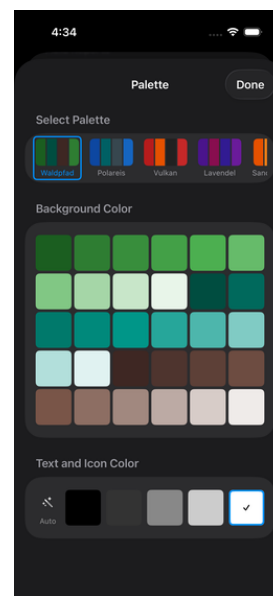 4:34
Palette
Done
Select Palette
Waldpfad
Polareis
Vulkan
Lavendel
Background Color
Text and Icon Color
Auto